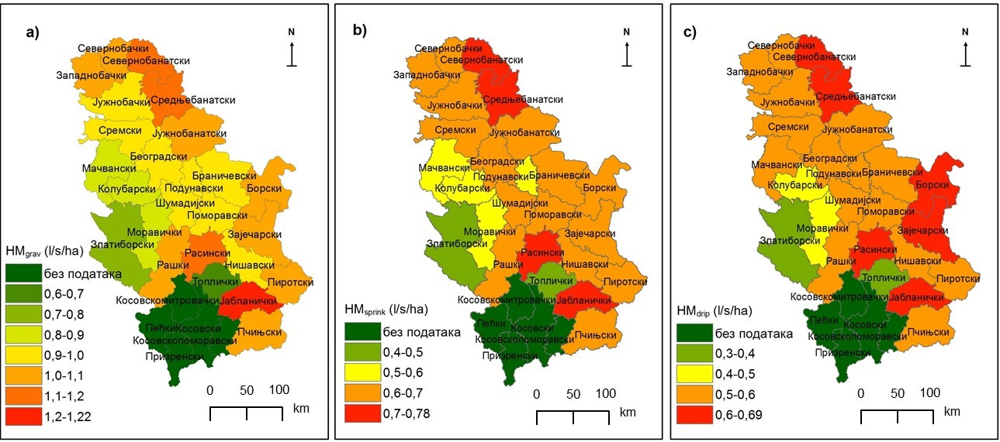 a)
N
Севернобачки
Севернобанатски
Западнобачки
Јужнобачки
Средњебанатски
Сремски
Јужнобанатски
Београдски
Мачвански
Браничевски
Колубарски
Подунавски
Борски
Шумадијски
Поморавски
Моравички
Зајечарски
Златиборски
Расински
Рашки
Нишавски
Топлички
Пиротски
Косовскомитровачки
Јабланички
Пећки
Косовски
Пчињски
Косовскопоморавски
Призренски
HMgrav (l/s/ha)
без података
0,6-0,7
0,7-0,8
0,8-0,9
0,9-1,0
1,0-1,1
1,1-1,2
1,2-1,22
0 50 100
km
b)
N
Севернобачки
Севернобанатски
Западнобачки
Јужнобачки
Средњебанатски
Сремски
Јужнобанатски
Београдски
Мачвански
Подунавски
Браничевски
Колубарски
Борски
Шумадијски
Поморавски
Моравички
Зајечарски
Златиборски
Расински
Рашки
Нишавски
Топлички
Пиротски
Косовскомитровачки
Јабланички
Пећки
Косовски
Пчињски
Косовскопоморавски
Призренски
HMsprink (l/s/ha)
без података
0,4-0,5
0,5-0,6
0,6-0,7
0,7-0,78
0 50 100
km
c)
N
Севернобачки
Севернобанатски
Западнобачки
Средњебанатски
Јужнобачки
Сремски
Јужнобанатски
Београдски
Мачвански
Подунавски
Браничевски
Колубарски
Борски
Шумадијски
Поморавски
Моравички
Зајечарски
Златиборски
Расински
Рашки
Нишавски
Топлички
Пиротски
Косовскомитровачки
Јабланички
Пећки
Косовски
Пчињски
Косовскопоморавски
Призренски
HMdrip (l/s/ha)
без података
0,3-0,4
0,4-0,5
0,5-0,6
0,6-0,69
0 50 100
km